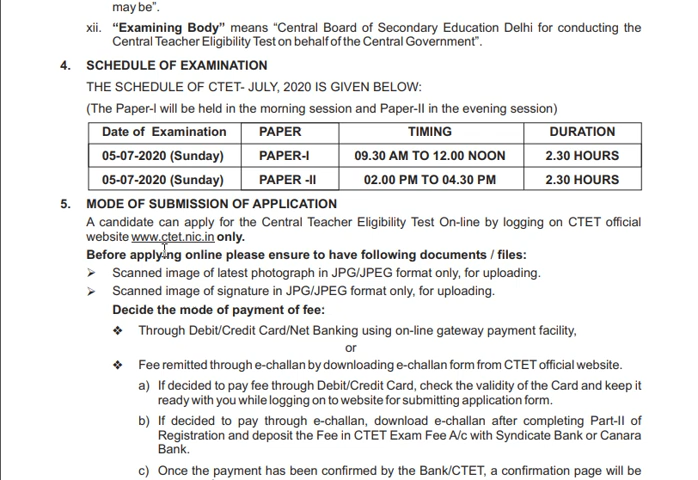 may be”.
xii. “Examining Body” means “Central Board of Secondary Education Delhi for conducting the
Central Teacher Eligibility Test on behalf of the Central Government”.
4. SCHEDULE OF EXAMINATION
THE SCHEDULE OF CTET- JULY, 2020 IS GIVEN BELOW:
(The Paper-I will be held in the morning session and Paper-II in the evening session)
Date of Examination PAPER TIMING DURATION
05-07-2020 (Sunday) PAPER-I 09.30 AM TO 12.00 NOON 2.30 HOURS
05-07-2020 (Sunday) PAPER -II 02.00 PM TO 04.30 PM 2.30 HOURS
5. MODE OF SUBMISSION OF APPLICATION
A candidate can apply for the Central Teacher Eligibility Test On-line by logging on CTET official
website www.ctet.nic.in only.
Before applying online please ensure to have following documents / files:
➢ Scanned image of latest photograph in JPG/JPEG format only, for uploading.
➢ Scanned image of signature in JPG/JPEG format only, for uploading.
Decide the mode of payment of fee:
❖ Through Debit/Credit Card/Net Banking using on-line gateway payment facility,
or
❖ Fee remitted through e-challan by downloading e-challan form from CTET official website.
a) If decided to pay fee through Debit/Credit Card, check the validity of the Card and keep it
ready with you while logging on to website for submitting application form.
b) If decided to pay through e-challan, download e-challan after completing Part-II of
Registration and deposit the Fee in CTET Exam Fee A/c with Syndicate Bank or Canara
Bank.
c) Once the payment has been confirmed by the Bank/CTET, a confirmation page will be